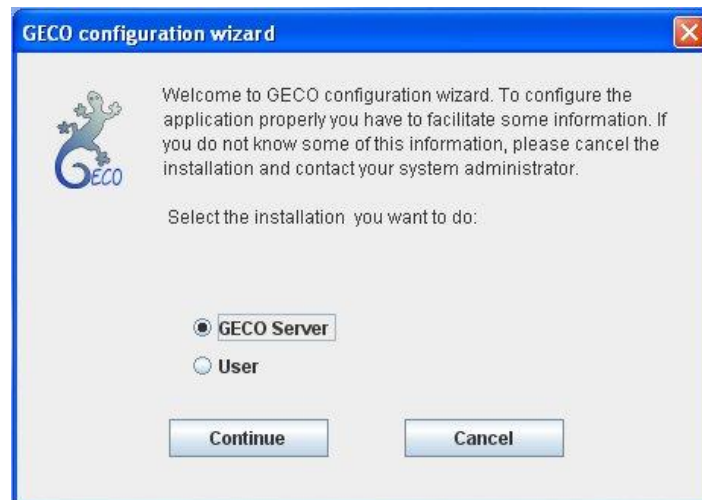 GECO configuration wizard
Welcome to GECO configuration wizard. To configure the
application properly you have to facilitate some information. If
you do not know some of this information, please cancel the
installation and contact your system administrator.
GECO
Select the installation you want to do:
GECO Server
User
Continue
Cancel